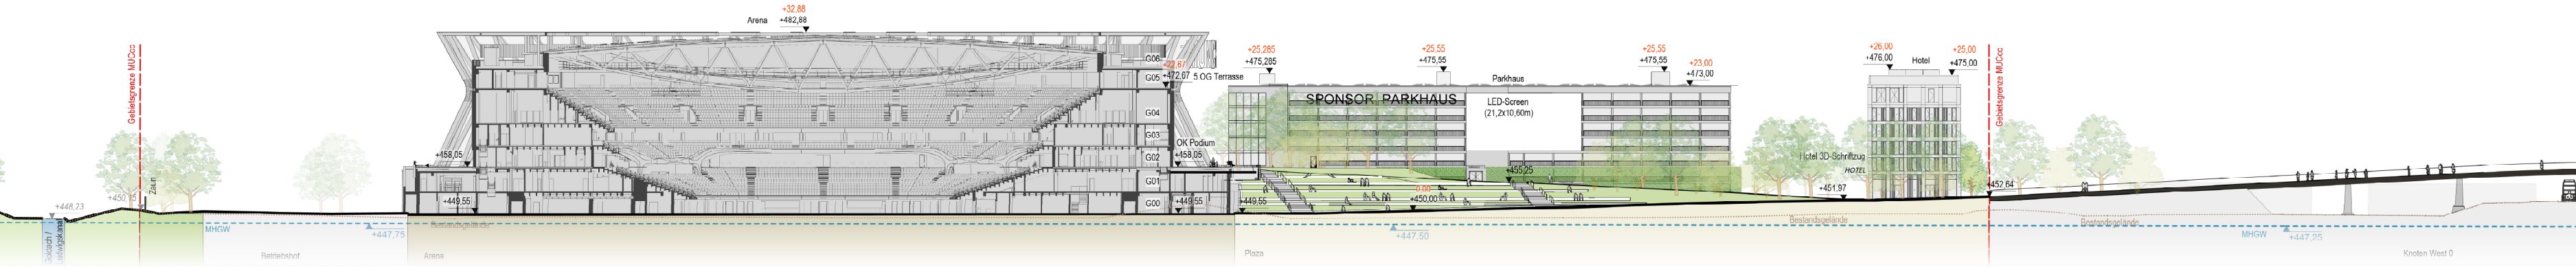 +32,88
Arena +482,88
Gebietsgrenze MUCcc
Zaun
+448,23
+450,15
MHGW
+447,75
Betriebshof
Arena
Bestandsgelände
+458,05
+449,55
G06
G05
G04
G03
G02
G01
G00
+22,67
+472,07 5.OG Terrasse
OK Podium
+458,05
+449,55
+449,55
+25,285
+475,285
+25,55
+475,55
+25,55
+475,55
+23,00
+473,00
Parkhaus
SPONSOR PARKHAUS
LED-Screen
(21,2x10,60m)
+455,25
0,00
+450,00
+447,50
Plaza
Hotel 3D-Schriftzug
HOTEL
+451,97
Bestandsgelände
+26,00
+476,00
Hotel
+25,00
+475,00
Gebietsgrenze MUCcc
+452,64
Bestandsgelände
MHGW
+447,25
Knoten West 0